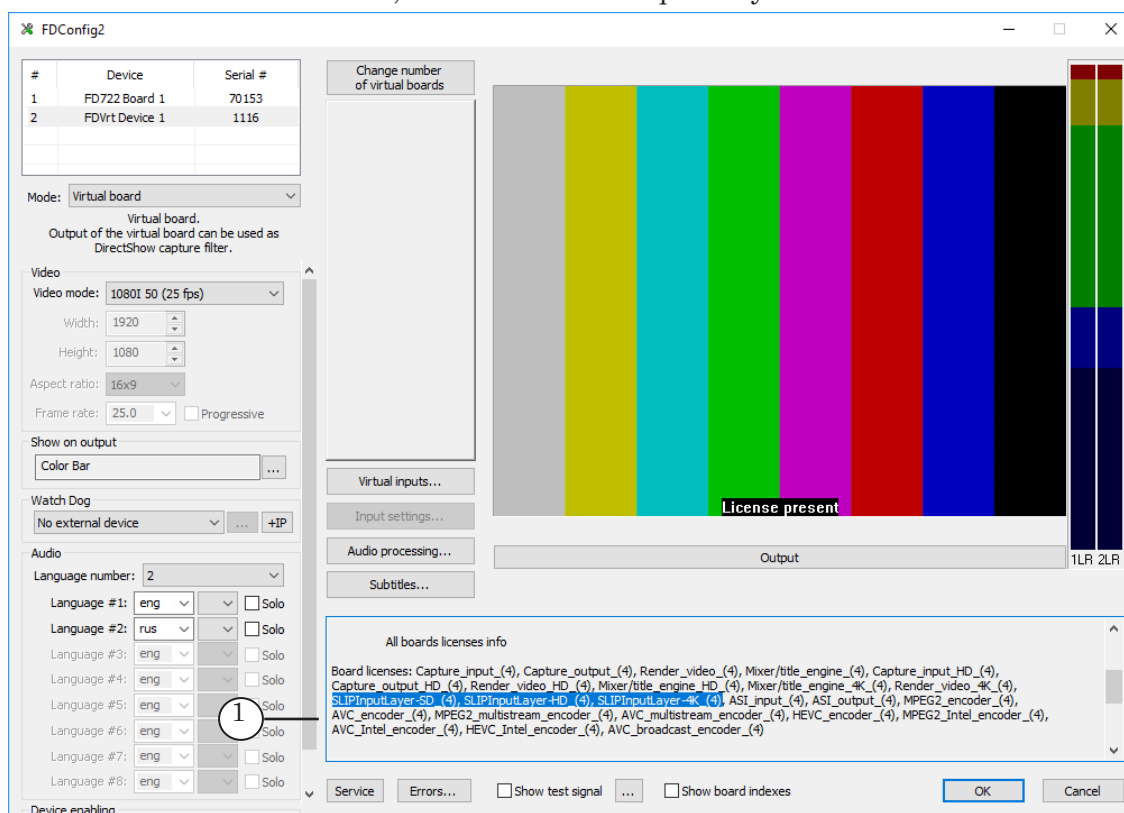 FDConfig2
# Device Serial #
1 FD722 Board 1 70153
2 FDVrt Device 1 1116
Mode: Virtual board
Virtual board.
Output of the virtual board can be used as
DirectShow capture filter.
Video
Video mode: 1080I 50 (25 fps)
Width: 1920
Height: 1080
Aspect ratio: 16x9
Frame rate: 25.0 Progressive
Show on output
Color Bar ...
Watch Dog
No external device ... +IP
Audio
Language number: 2
Language #1: eng Solo
Language #2: rus Solo
Language #3: eng Solo
Language #4: eng Solo
Language #5: eng Solo
Language #6: eng Solo
Language #7: eng Solo
Language #8: eng Solo
Device enabling
1
Change number
of virtual boards
Virtual inputs...
Input settings...
Audio processing...
Subtitles...
License present
Output
1LR 2LR
All boards licenses info
Board licenses: Capture_input_(4), Capture_output_(4), Render_video_(4), Mixer/title_engine_(4), Capture_input_HD_(4),
Capture_output_HD_(4), Render_video_HD_(4), Mixer/title_engine_HD_(4), Mixer/title_engine_4K_(4), Render_video_4K_(4),
SLIPInputLayer-SD_(4), SLIPInputLayer-HD_(4), SLIPInputLayer-4K_(4), ASI_input_(4), ASI_output_(4), MPEG2_encoder_(4),
AVC_encoder_(4), MPEG2_multistream_encoder_(4), AVC_multistream_encoder_(4), HEVC_encoder_(4), MPEG2_Intel_encoder_(4),
AVC_Intel_encoder_(4), HEVC_Intel_encoder_(4), AVC_broadcast_encoder_(4)
Service Errors... Show test signal ... Show board indexes OK Cancel